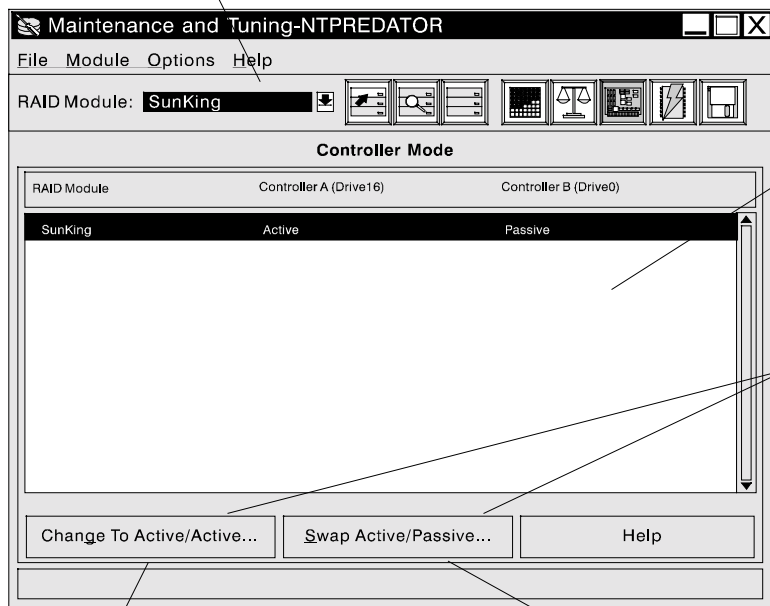 Maintenance and Tuning-NTPREDATOR
File Module Options Help
RAID Module: SunKing
Controller Mode
RAID Module Controller A (Drive16) Controller B (Drive0)
SunKing Active Passive
Change To Active/Active... Swap Active/Passive... Help